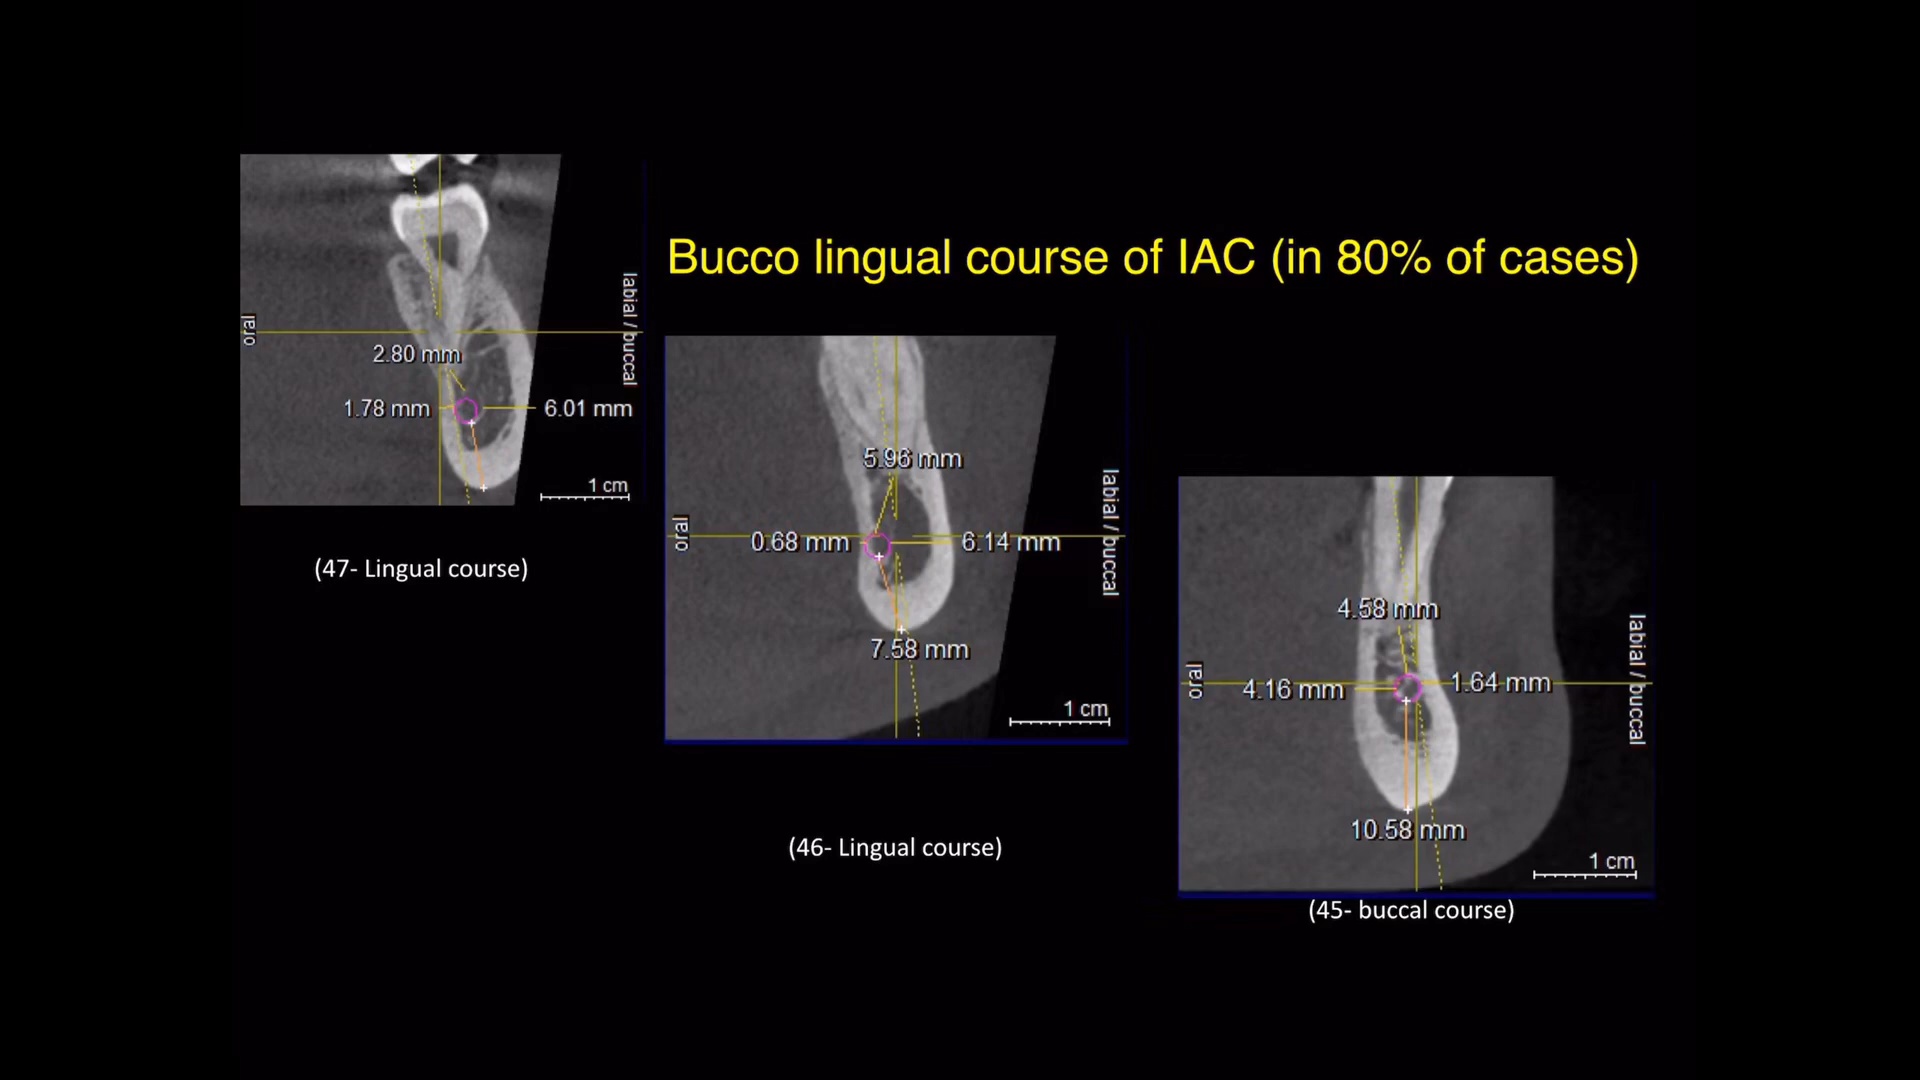 Bucco lingual course of IAC (in 80% of cases)
oral
labial / buccal
2.80 mm
1.78 mm
6.01 mm
1 cm
(47- Lingual course)
oral
labial / buccal
5.96 mm
0.68 mm
6.14 mm
7.58 mm
1 cm
(46- Lingual course)
oral
labial / buccal
4.58 mm
4.16 mm
1.64 mm
10.58 mm
1 cm
(45- buccal course)